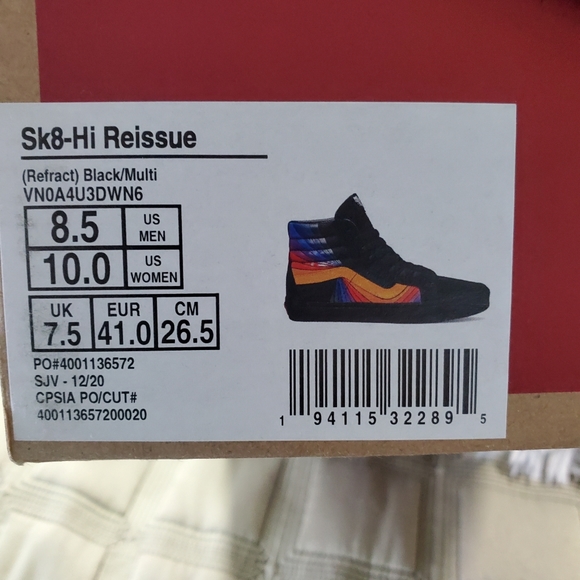 Sk8-Hi Reissue
(Refract) Black/Multi
VN0A4U3DWN6
8.5 US MEN
10.0 US WOMEN
UK 7.5 EUR 41.0 CM 26.5
PO#4001136572
SJV - 12/20
CPSIA PO/CUT#
400113657200020
1 94115 32289 5